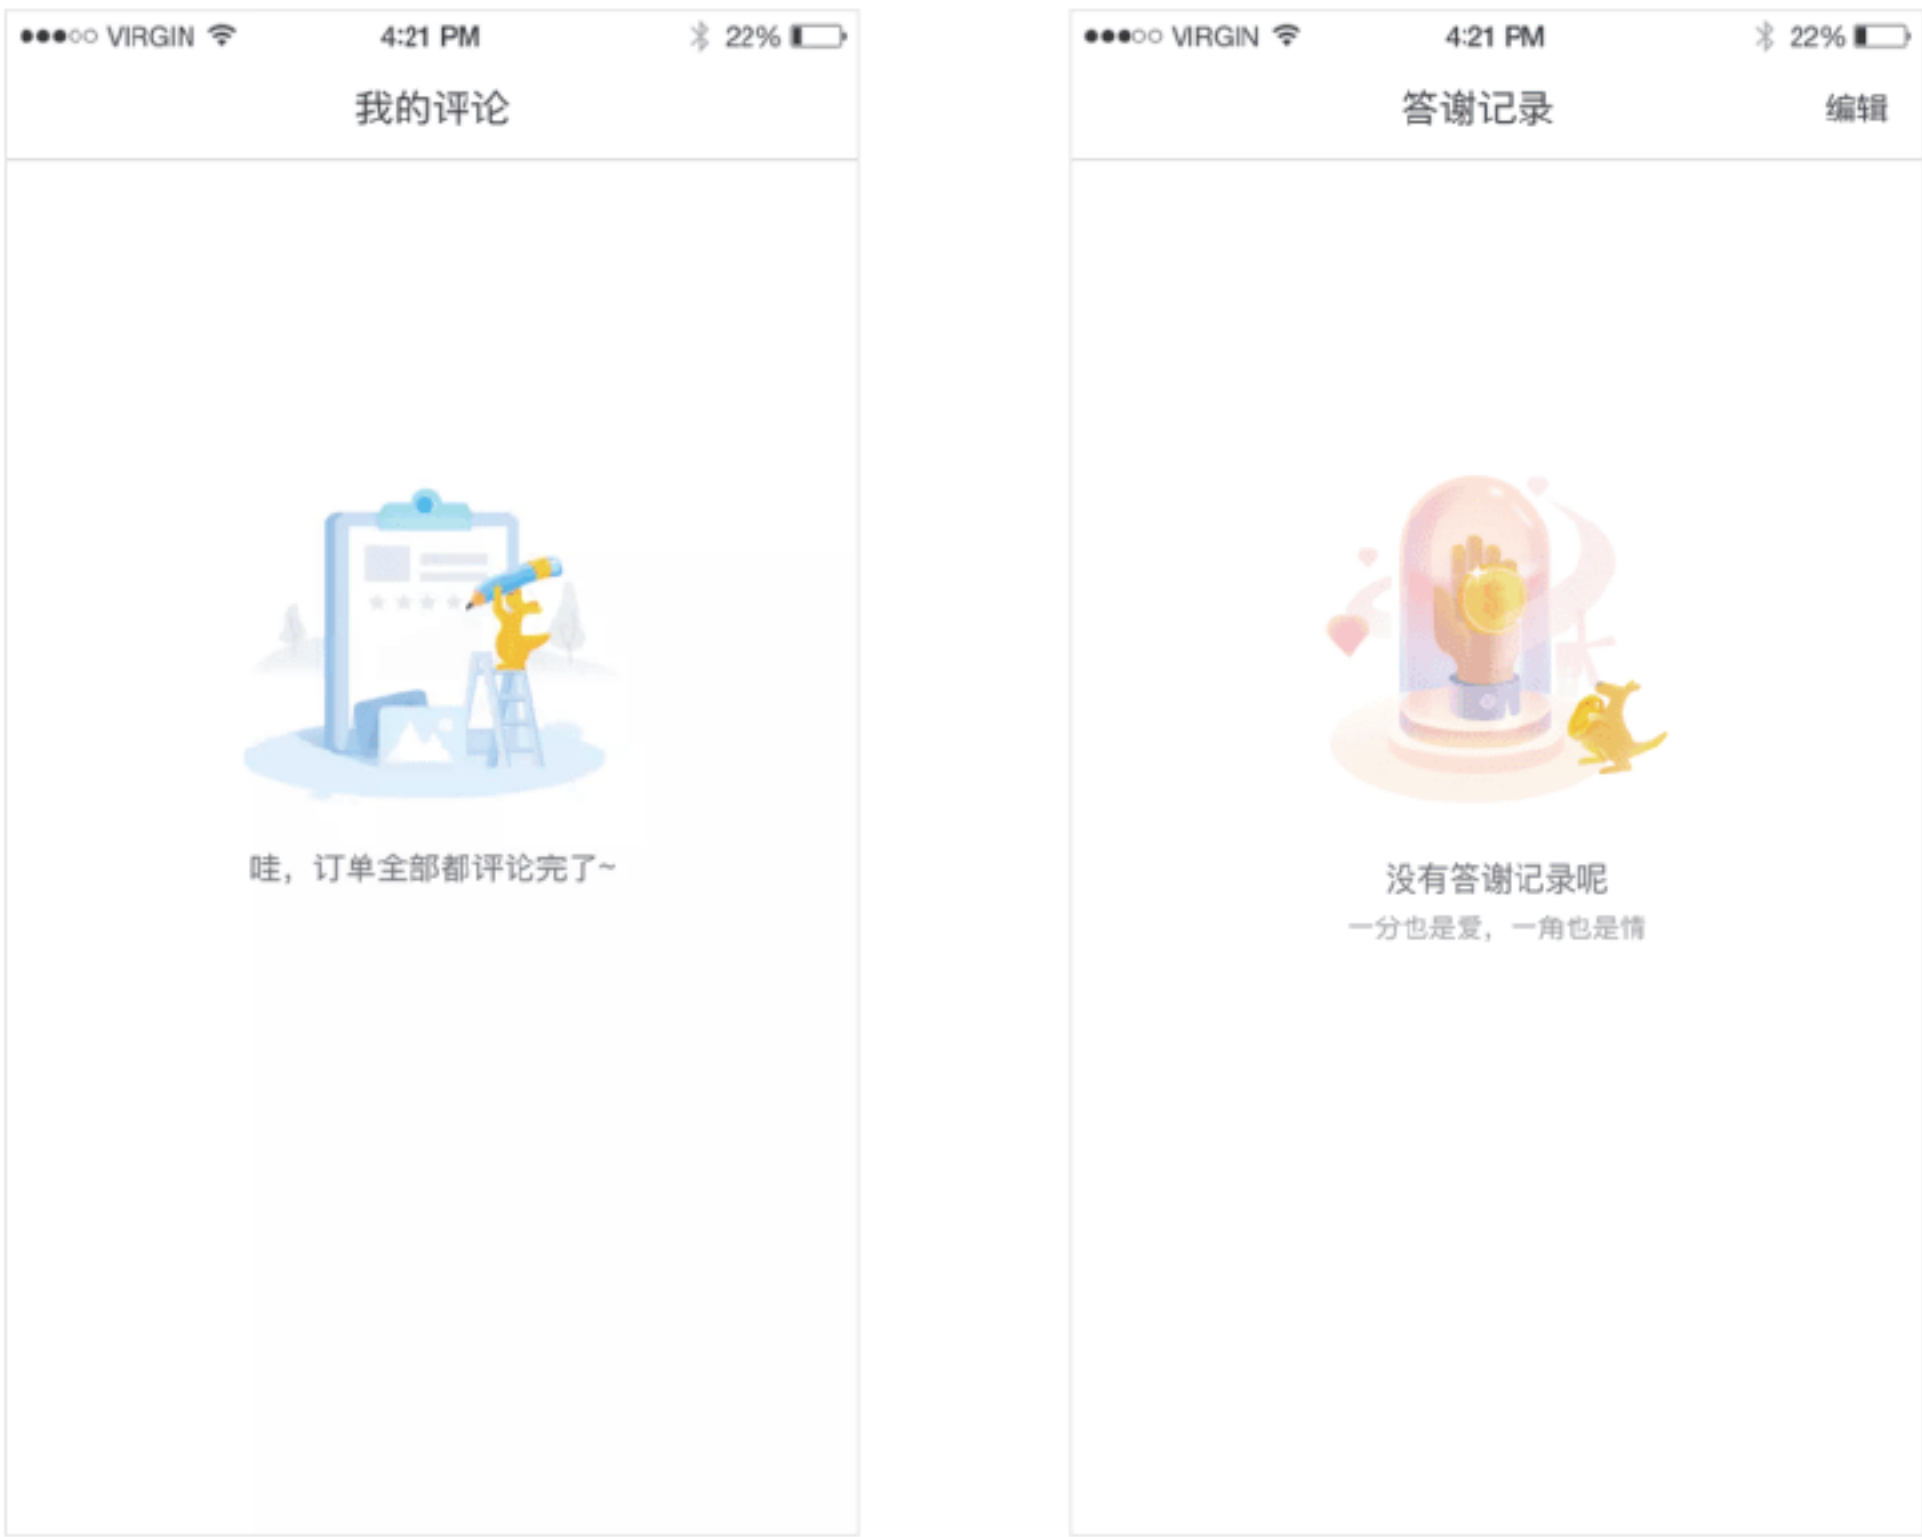 VIRGIN 4:21 PM 22%
我的评论
哇，订单全部都评论完了~
VIRGIN 4:21 PM 22%
答谢记录 编辑
没有答谢记录呢
一分也是爱，一角也是情